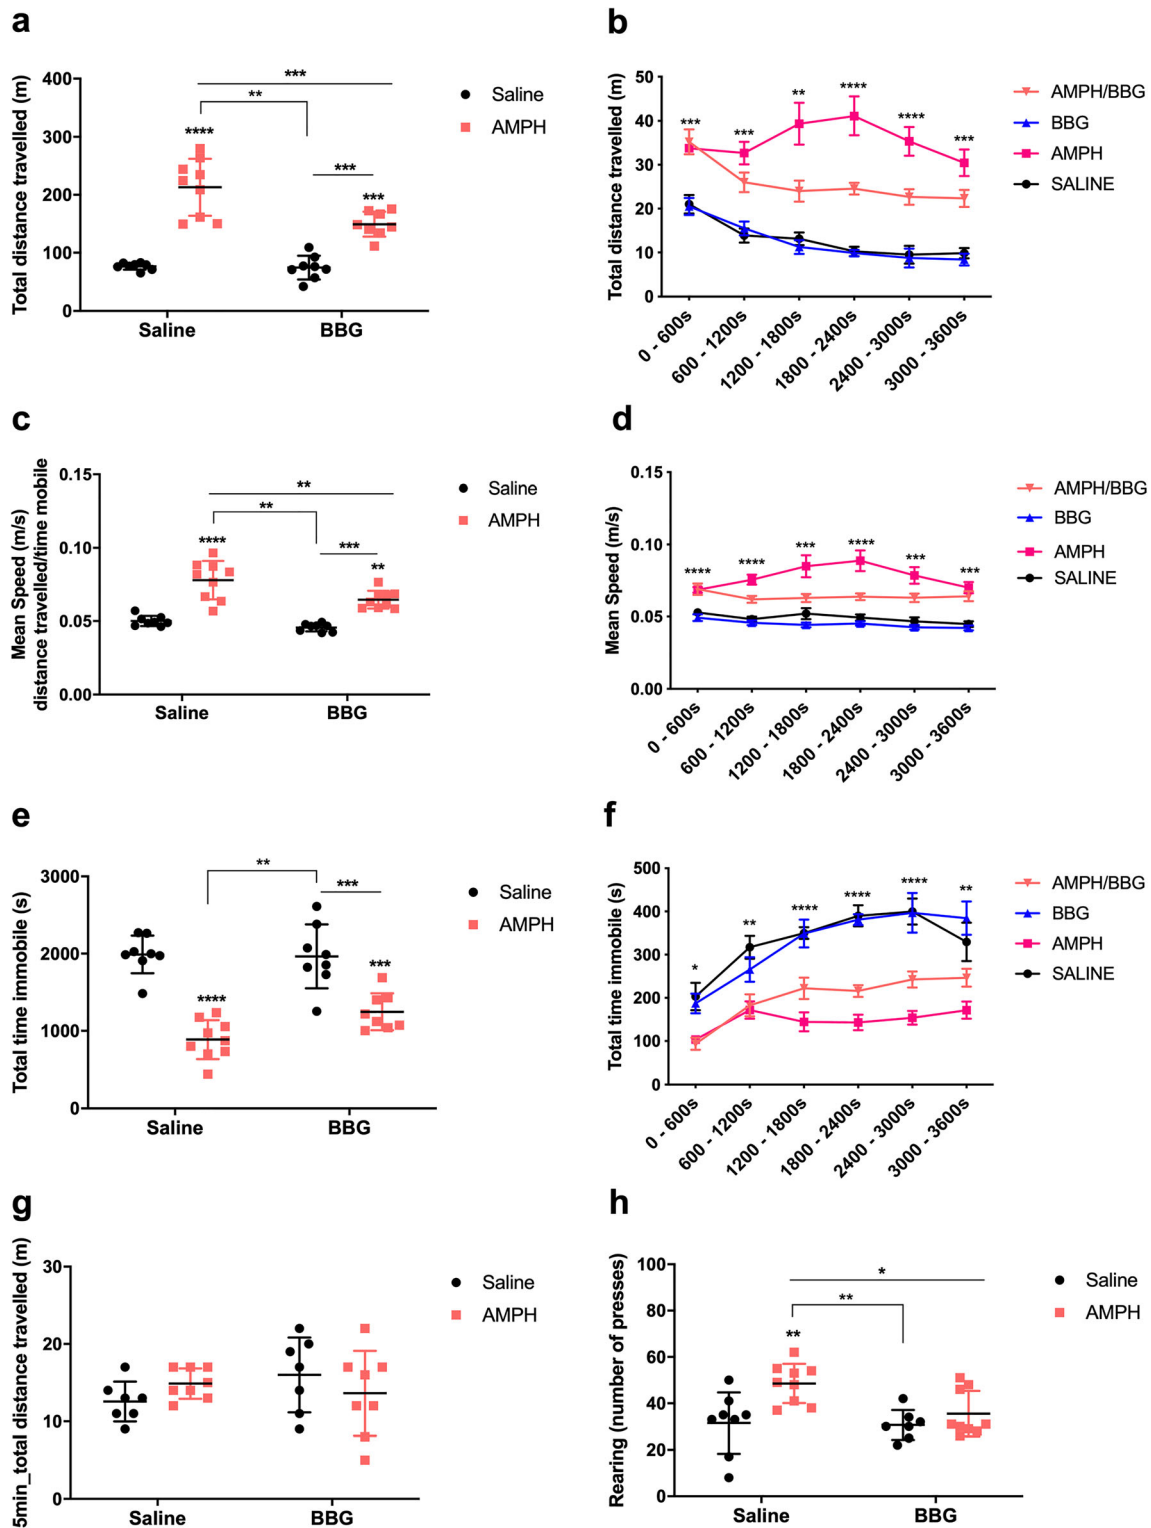 a
Total distance travelled (m)
400
300
200
100
0
***
**
****
***
***
Saline
BBG
Saline
AMPH
b
Total distance travelled (m)
50
40
30
20
10
0
***
***
**
****
****
***
0 - 600s
600 - 1200s
1200 - 1800s
1800 - 2400s
2400 - 3000s
3000 - 3600s
AMPH/BBG
BBG
AMPH
SALINE
c
Mean Speed (m/s)
distance travelled/time mobile
0.15
0.10
0.05
0.00
**
**
****
***
**
Saline
BBG
Saline
AMPH
d
Mean Speed (m/s)
0.15
0.10
0.05
0.00
****
****
***
****
***
***
0 - 600s
600 - 1200s
1200 - 1800s
1800 - 2400s
2400 - 3000s
3000 - 3600s
AMPH/BBG
BBG
AMPH
SALINE
e
Total time immobile (s)
3000
2000
1000
0
**
***
****
***
Saline
BBG
Saline
AMPH
f
Total time immobile (s)
500
400
300
200
100
0
*
**
****
****
****
**
0 - 600s
600 - 1200s
1200 - 1800s
1800 - 2400s
2400 - 3000s
3000 - 3600s
AMPH/BBG
BBG
AMPH
SALINE
g
5min_total distance travelled (m)
30
20
10
0
Saline
BBG
Saline
AMPH
h
Rearing (number of presses)
100
80
60
40
20
0
*
**
**
Saline
BBG
Saline
AMPH